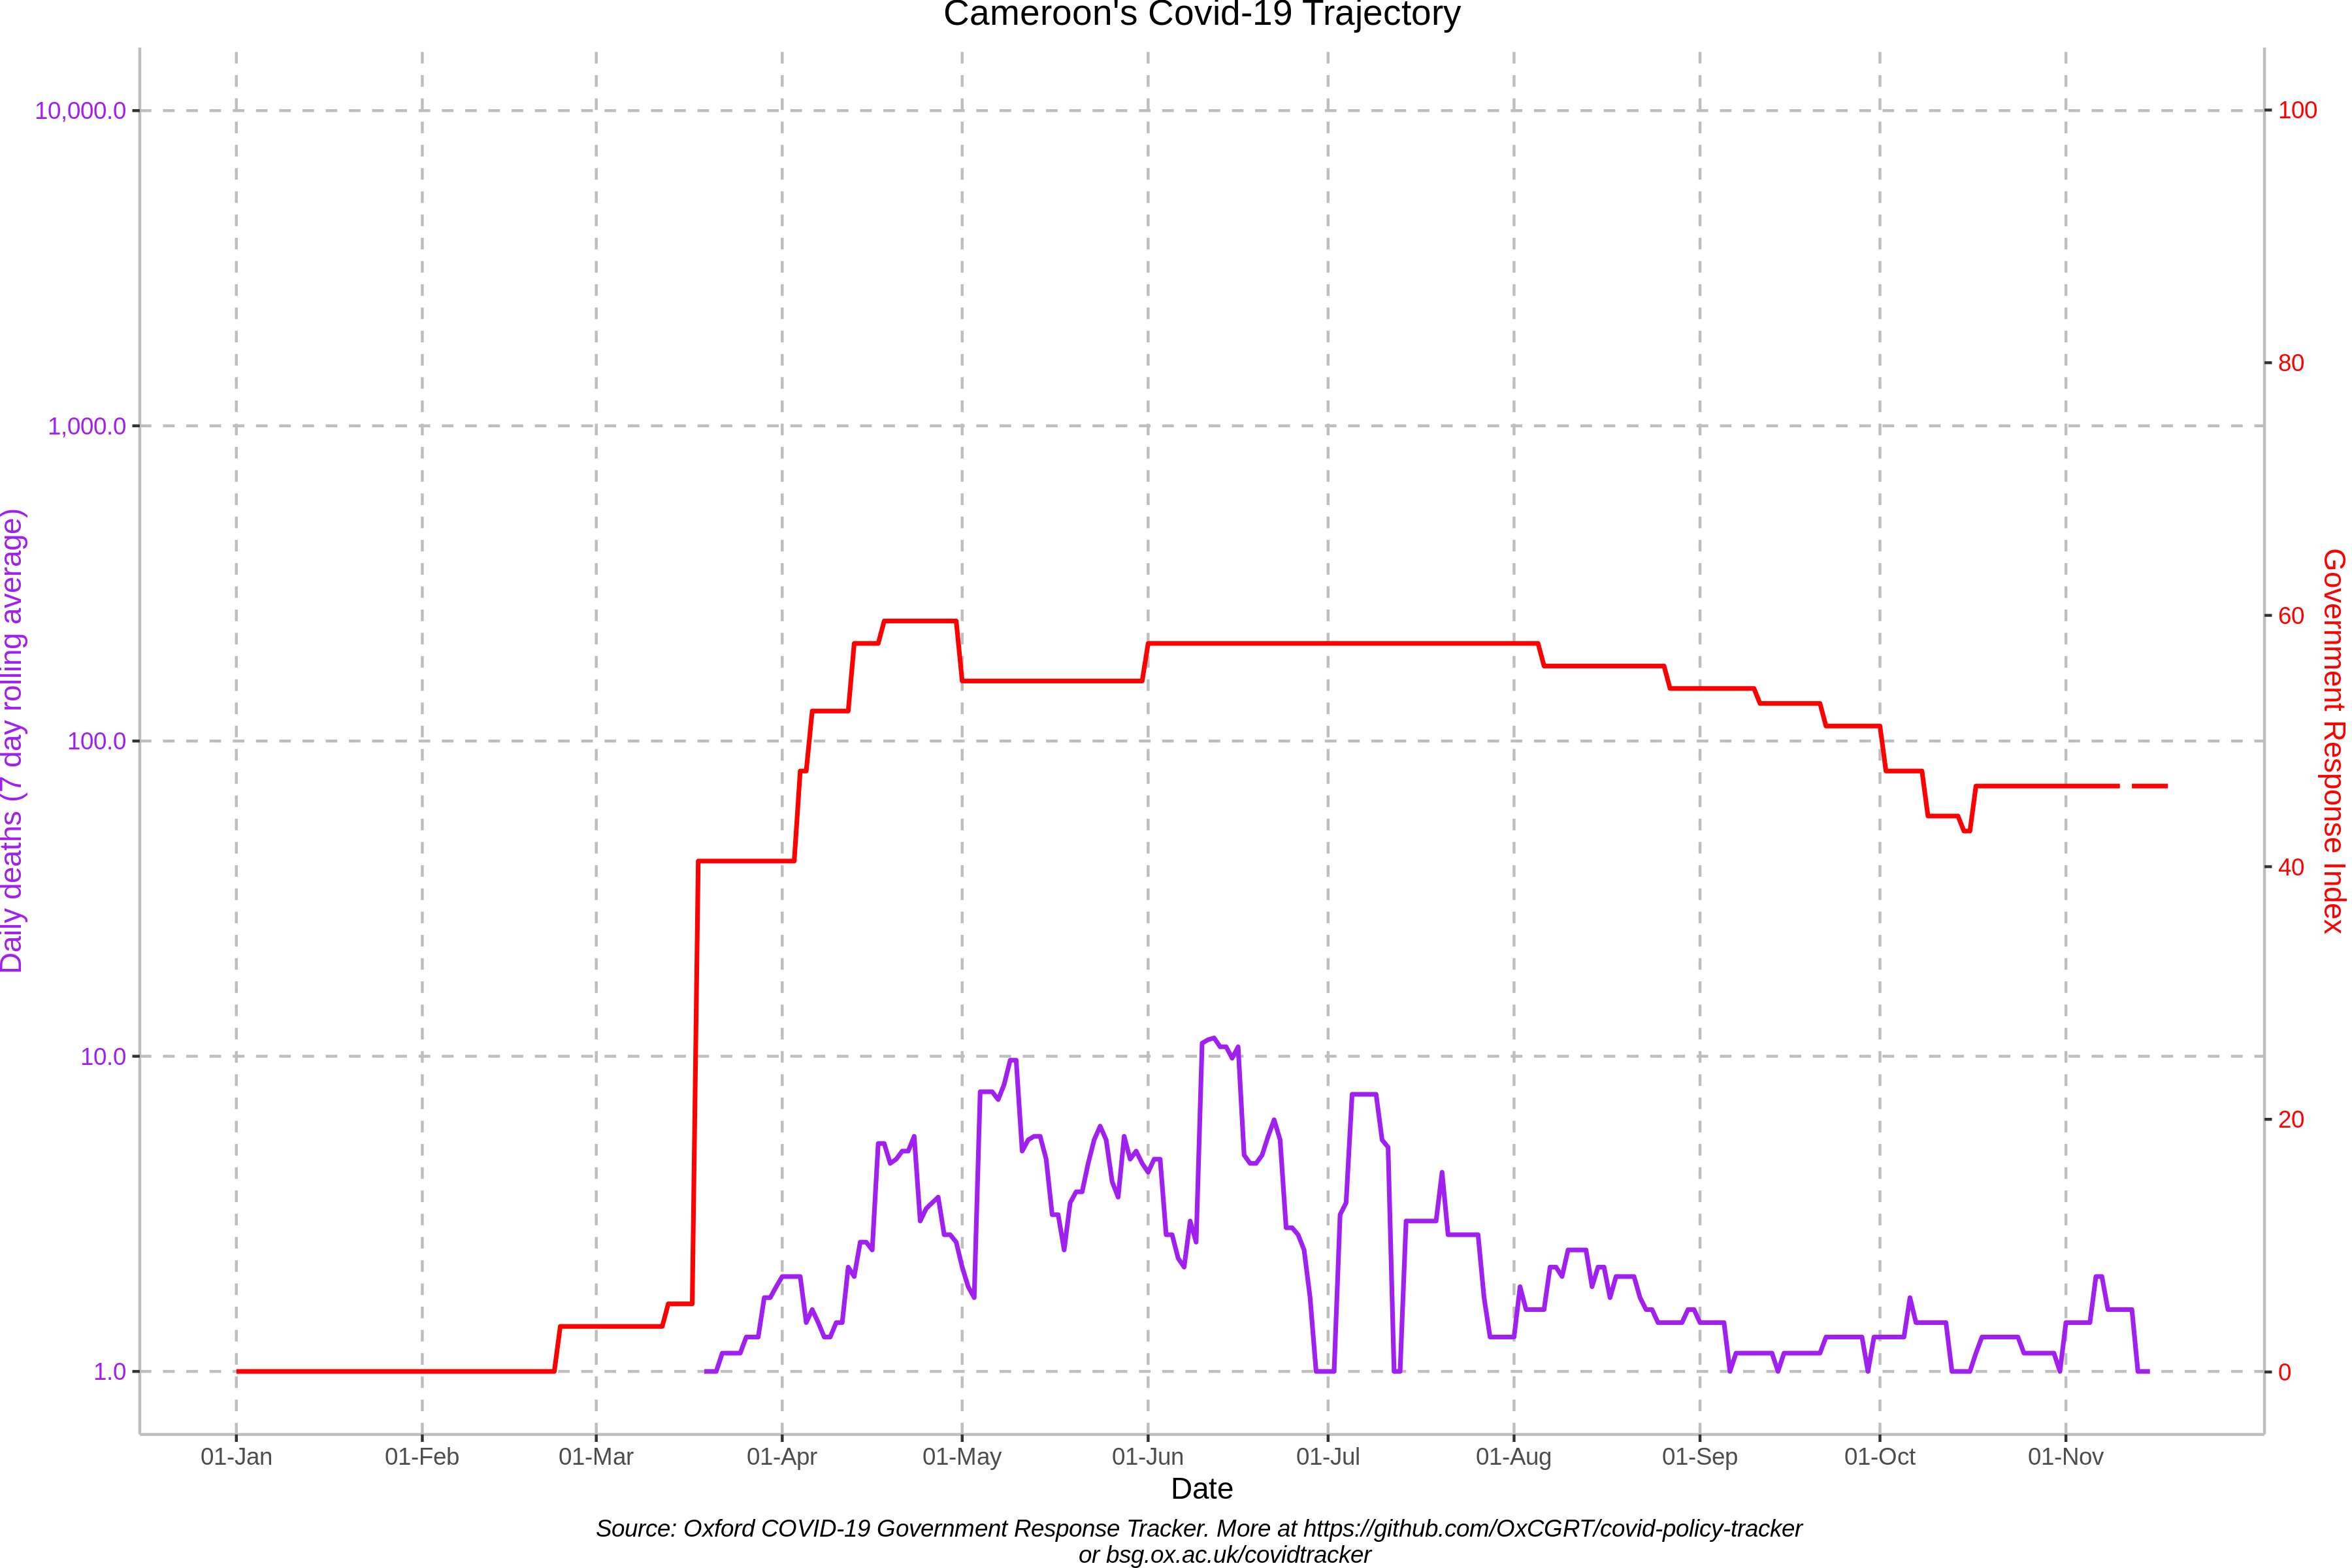 Cameroon's Covid-19 Trajectory
10,000.0
1,000.0
100.0
10.0
1.0
Daily deaths (7 day rolling average)
100
80
60
40
20
0
Government Response Index
01-Jan 01-Feb 01-Mar 01-Apr 01-May 01-Jun 01-Jul 01-Aug 01-Sep 01-Oct 01-Nov
Date
Source: Oxford COVID-19 Government Response Tracker. More at https://github.com/OxCGRT/covid-policy-tracker
or bsg.ox.ac.uk/covidtracker